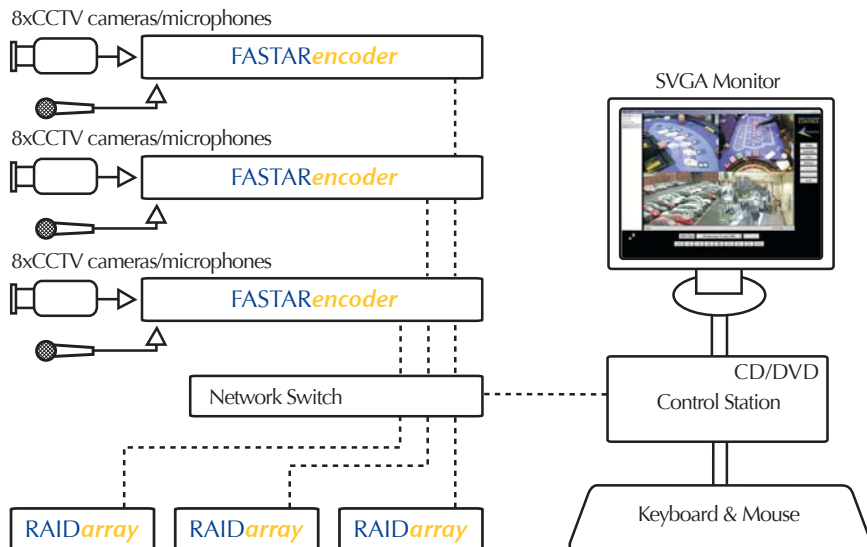 8xCCTV cameras/microphones
FASTARencoder
SVGA Monitor
8xCCTV cameras/microphones
FASTARencoder
8xCCTV cameras/microphones
FASTARencoder
CD/DVD
Network Switch
Control Station
RAIDarray
RAIDarray
RAIDarray
Keyboard & Mouse